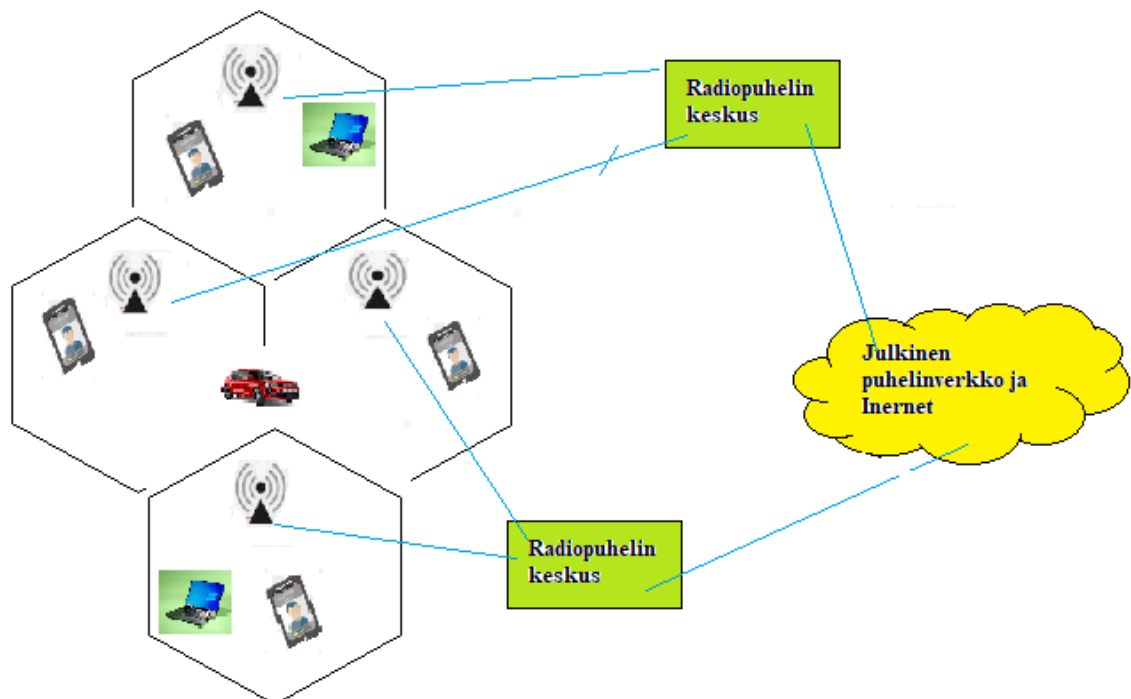 Radiopuhelin
keskus
Julkinen
puhelinverkko ja
Inernet
Radiopuhelin
keskus